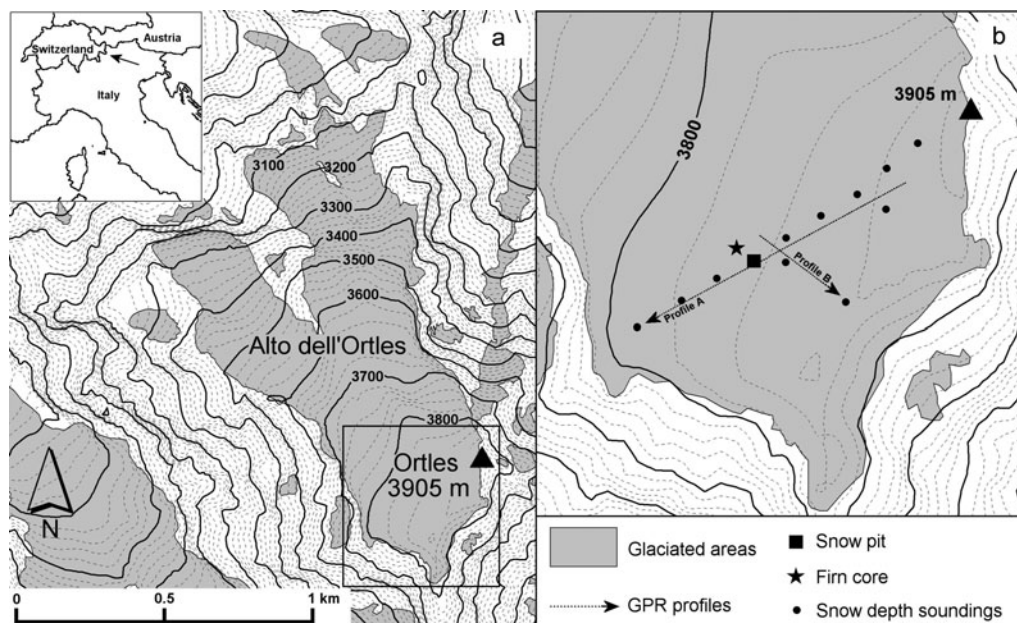 Switzerland
Austria
Italy
a
3100
3200
3300
3400
3500
3600
Alto dell'Ortles
3700
3800
Ortles
3905 m
N
0 0.5 1 km
b
3905 m
3800
Profile B
Profile A
Glaciated areas
GPR profiles
Snow pit
Firn core
Snow depth soundings